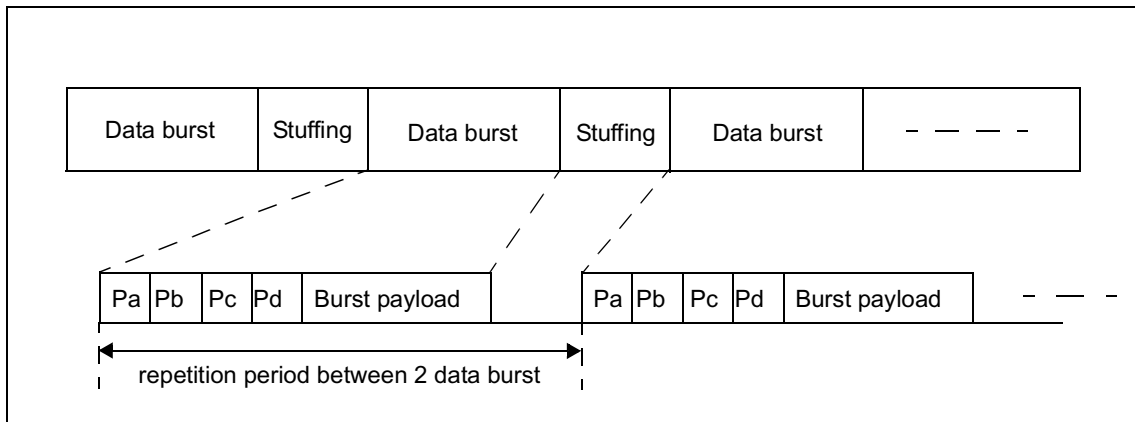 Data burst Stuffing Data burst Stuffing Data burst
Pa Pb Pc Pd Burst payload Pa Pb Pc Pd Burst payload
repetition period between 2 data burst